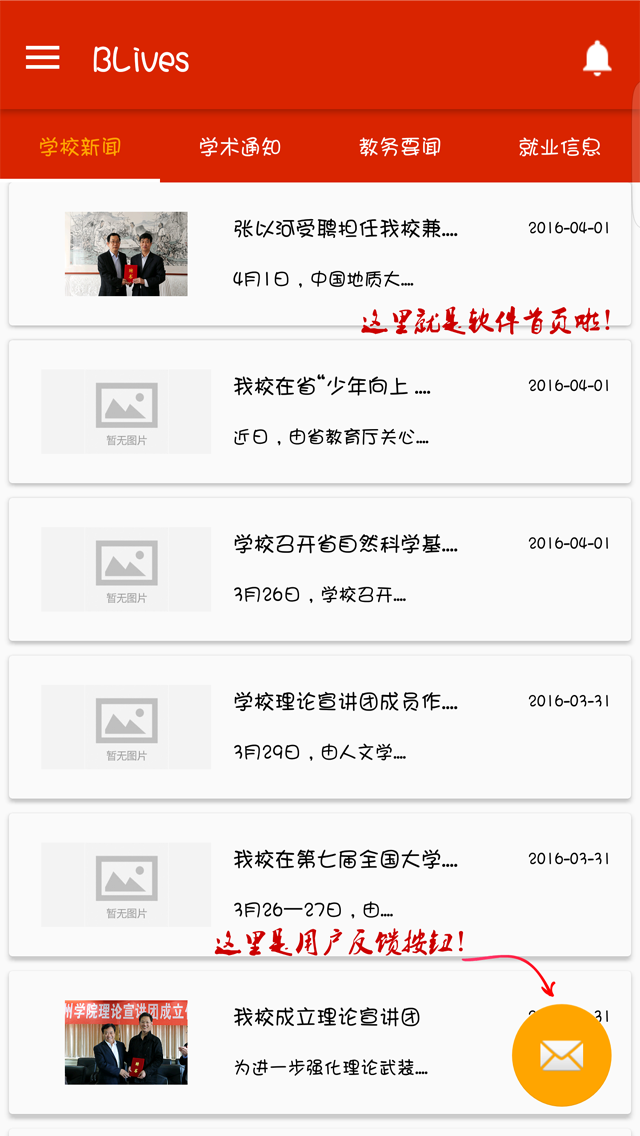 BLives
学校新闻
学术通知
教务要闻
就业信息
张以河受聘担任我校兼....
2016-04-01
4月1日，中国地质大....
这里就是软件首页啦!
我校在省“少年向上 ....
2016-04-01
暂无图片
近日，由省教育厅关心....
学校召开省自然科学基....
2016-04-01
暂无图片
3月26日，学校召开....
学校理论宣讲团成员作....
2016-03-31
暂无图片
3月29日，由人文学....
我校在第七届全国大学....
2016-03-31
暂无图片
3月26—27日，由....
这里是用户反馈按钮!
州学院理论宣讲团成立
我校成立理论宣讲团
31
为进一步强化理论武装....